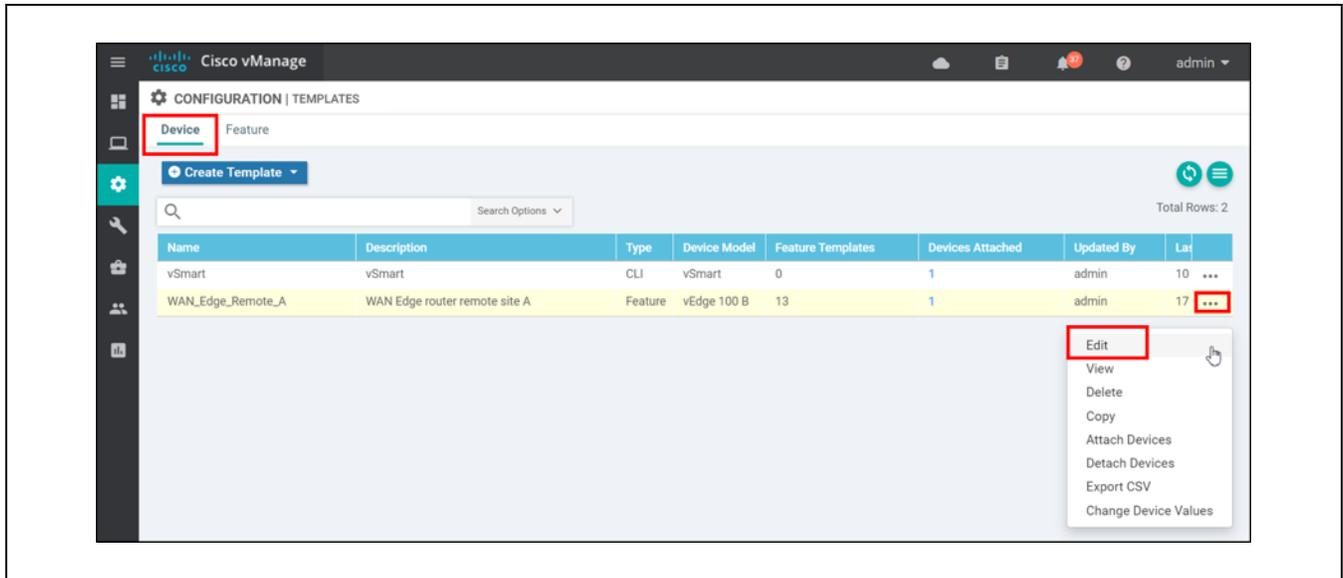 CISCO Cisco vManage 37 admin
CONFIGURATION | TEMPLATES
Device Feature
Create Template
Search Options Total Rows: 2
Name Description Type Device Model Feature Templates Devices Attached Updated By Las
vSmart vSmart CLI vSmart 0 1 admin 10 ...
WAN_Edge_Remote_A WAN Edge router remote site A Feature vEdge 100 B 13 1 admin 17 ...
Edit
View
Delete
Copy
Attach Devices
Detach Devices
Export CSV
Change Device Values